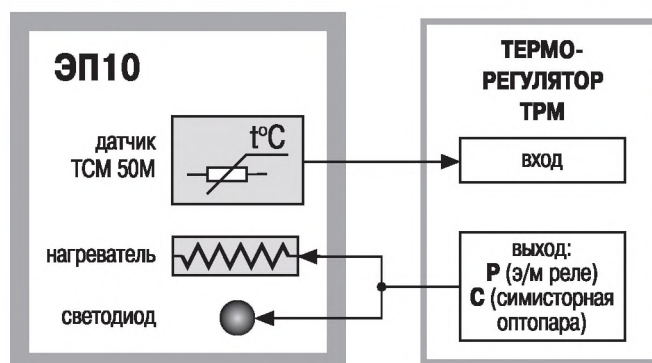 ЭП10
датчик
ТСМ 50М
t°C
нагреватель
светодиод
ТЕРМО-
РЕГУЛЯТОР
ТРМ
вход
выход:
Р (э/м реле)
С (симисторная
оптопара)